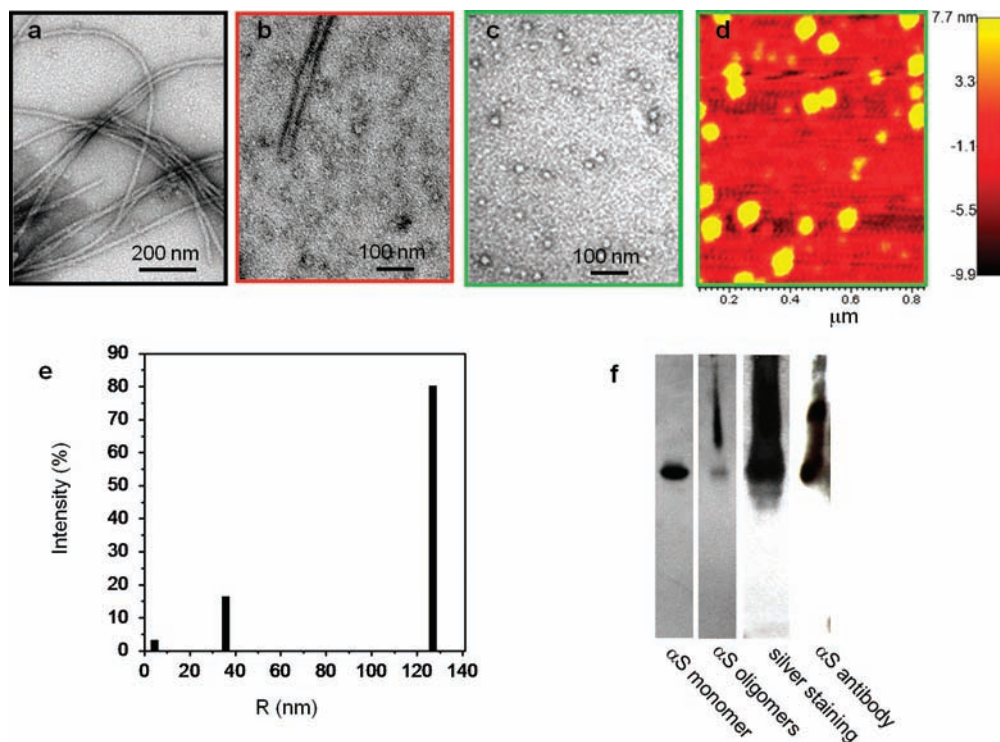 a
200 nm
b
100 nm
c
100 nm
d
0.2 0.4 0.6 0.8
μm
7.7 nm
3.3
-1.1
-5.5
-9.9
e
90
80
70
60
50
40
30
20
10
0
Intensity (%)
0 20 40 60 80 100 120 140
R (nm)
f
αS monomer
αS oligomers
silver staining
αS antibody